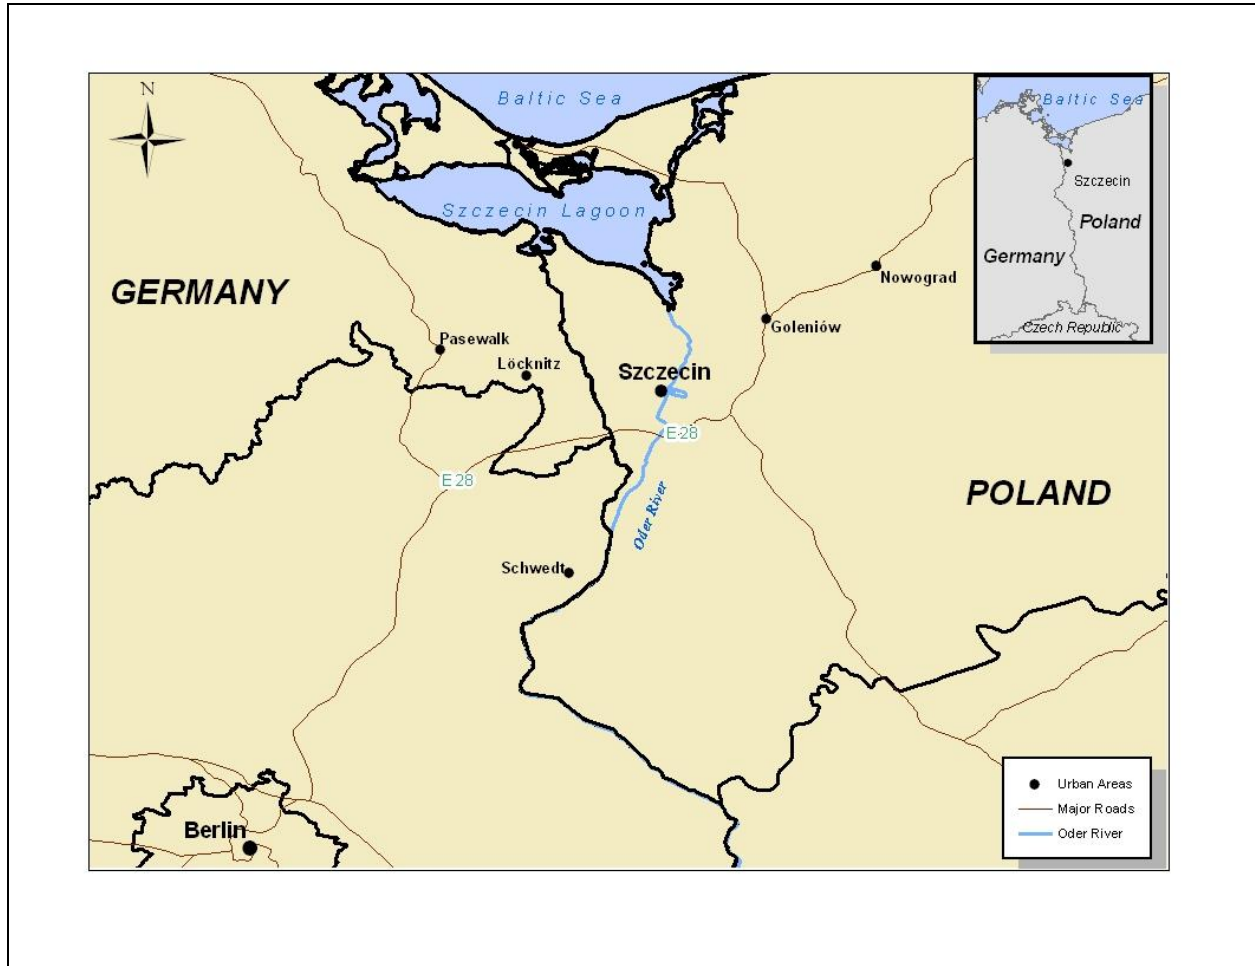 N
Baltic Sea
Szczecin Lagoon
GERMANY
Pasewalk
Löcknitz
Szczecin
Nowograd
Goleniów
E 28
E-28
Oder River
POLAND
Schwedt
Berlin
Baltic Sea
Szczecin
Poland
Germany
Czech Republic
Urban Areas
Major Roads
Oder River